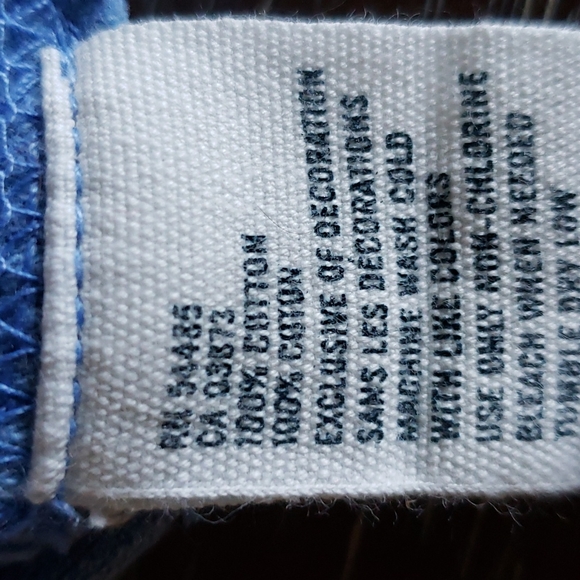 RN 54485
CA 03873
100% COTTON
100% COTON
EXCLUSIVE OF DECORATION
SANS LES DÉCORATIONS
MACHINE WASH COLD
WITH LIKE COLORS
USE ONLY NON-CHLORINE
BLEACH WHEN NEEDED
TUMBLE DRY LOW